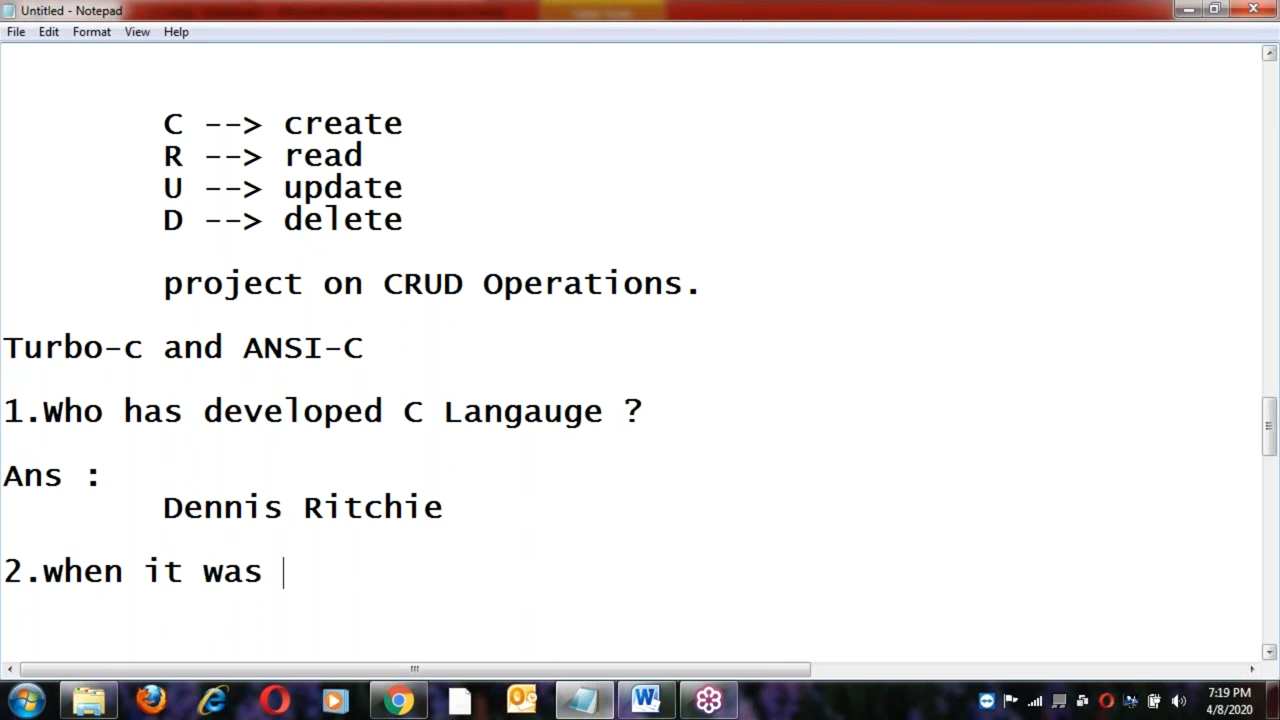 Untitled - Notepad
File Edit Format View Help
C --> create
R --> read
U --> update
D --> delete
project on CRUD Operations.
Turbo-c and ANSI-C
1.Who has developed C Langauge ?
Ans :
Dennis Ritchie
2.when it was
7:19 PM
4/8/2020